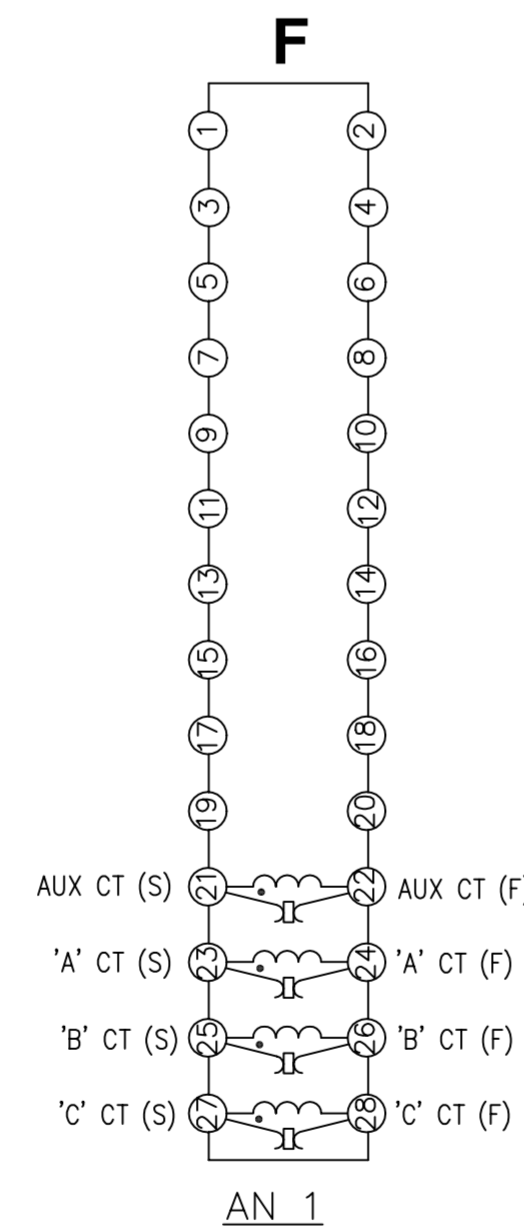 F
1 2
3 4
5 6
7 8
9 10
11 12
13 14
15 16
17 18
19 20
AUX CT (S) 21 22 AUX CT (F)
'A' CT (S) 23 24 'A' CT (F)
'B' CT (S) 25 26 'B' CT (F)
'C' CT (S) 27 28 'C' CT (F)
AN 1